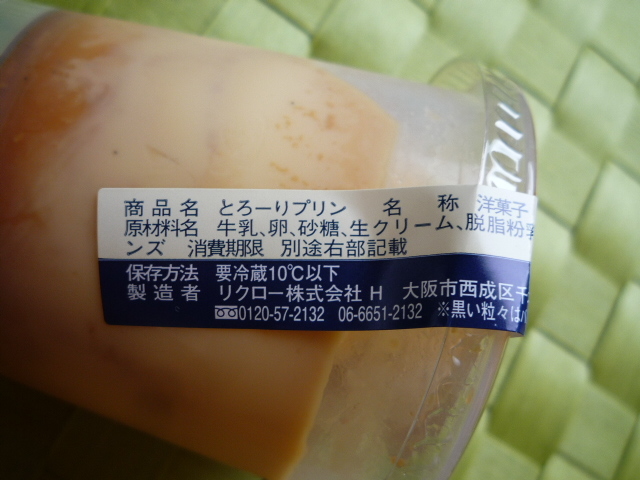 商品名 とろーりプリン 名 称 洋菓子
原材料名 牛乳、卵、砂糖、生クリーム、脱脂粉乳
ンズ 消費期限 別途右部記載
保存方法 要冷蔵10℃以下
製造者 リクロー株式会社 H 大阪市西成区千
0120-57-2132 06-6651-2132 ※黒い粒々はバ